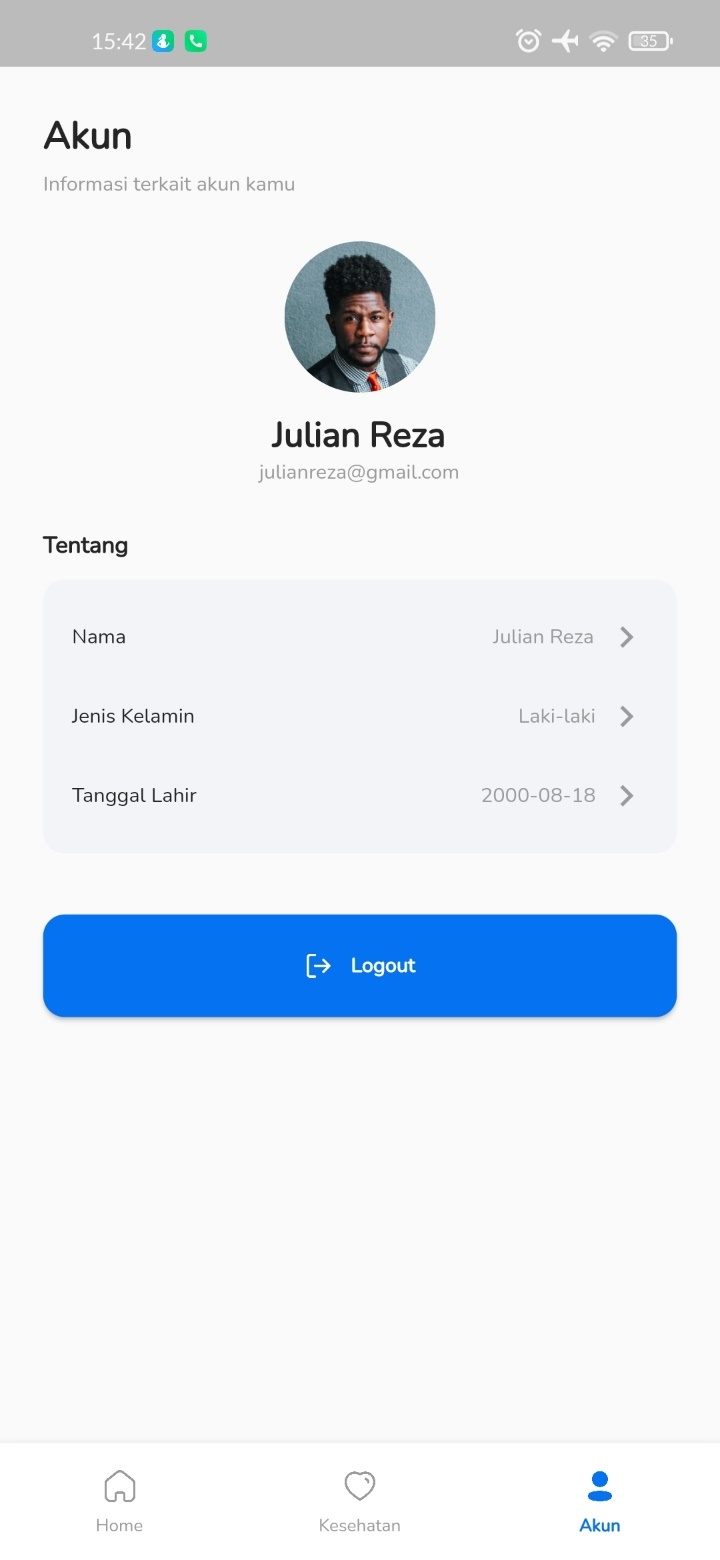 15:42
35
Akun
Informasi terkait akun kamu
Julian Reza
julianreza@gmail.com
Tentang
Nama Julian Reza
Jenis Kelamin Laki-laki
Tanggal Lahir 2000-08-18
Logout
Home Kesehatan Akun